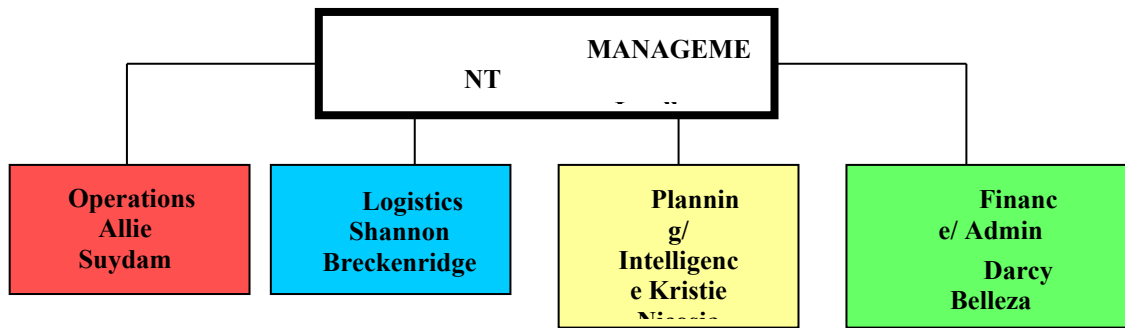 MANAGEME
NT
Operations
Allie
Suydam
Logistics
Shannon
Breckenridge
Plannin
g/
Intelligenc
e Kristie
Financ
e/ Admin
Darcy
Belleza